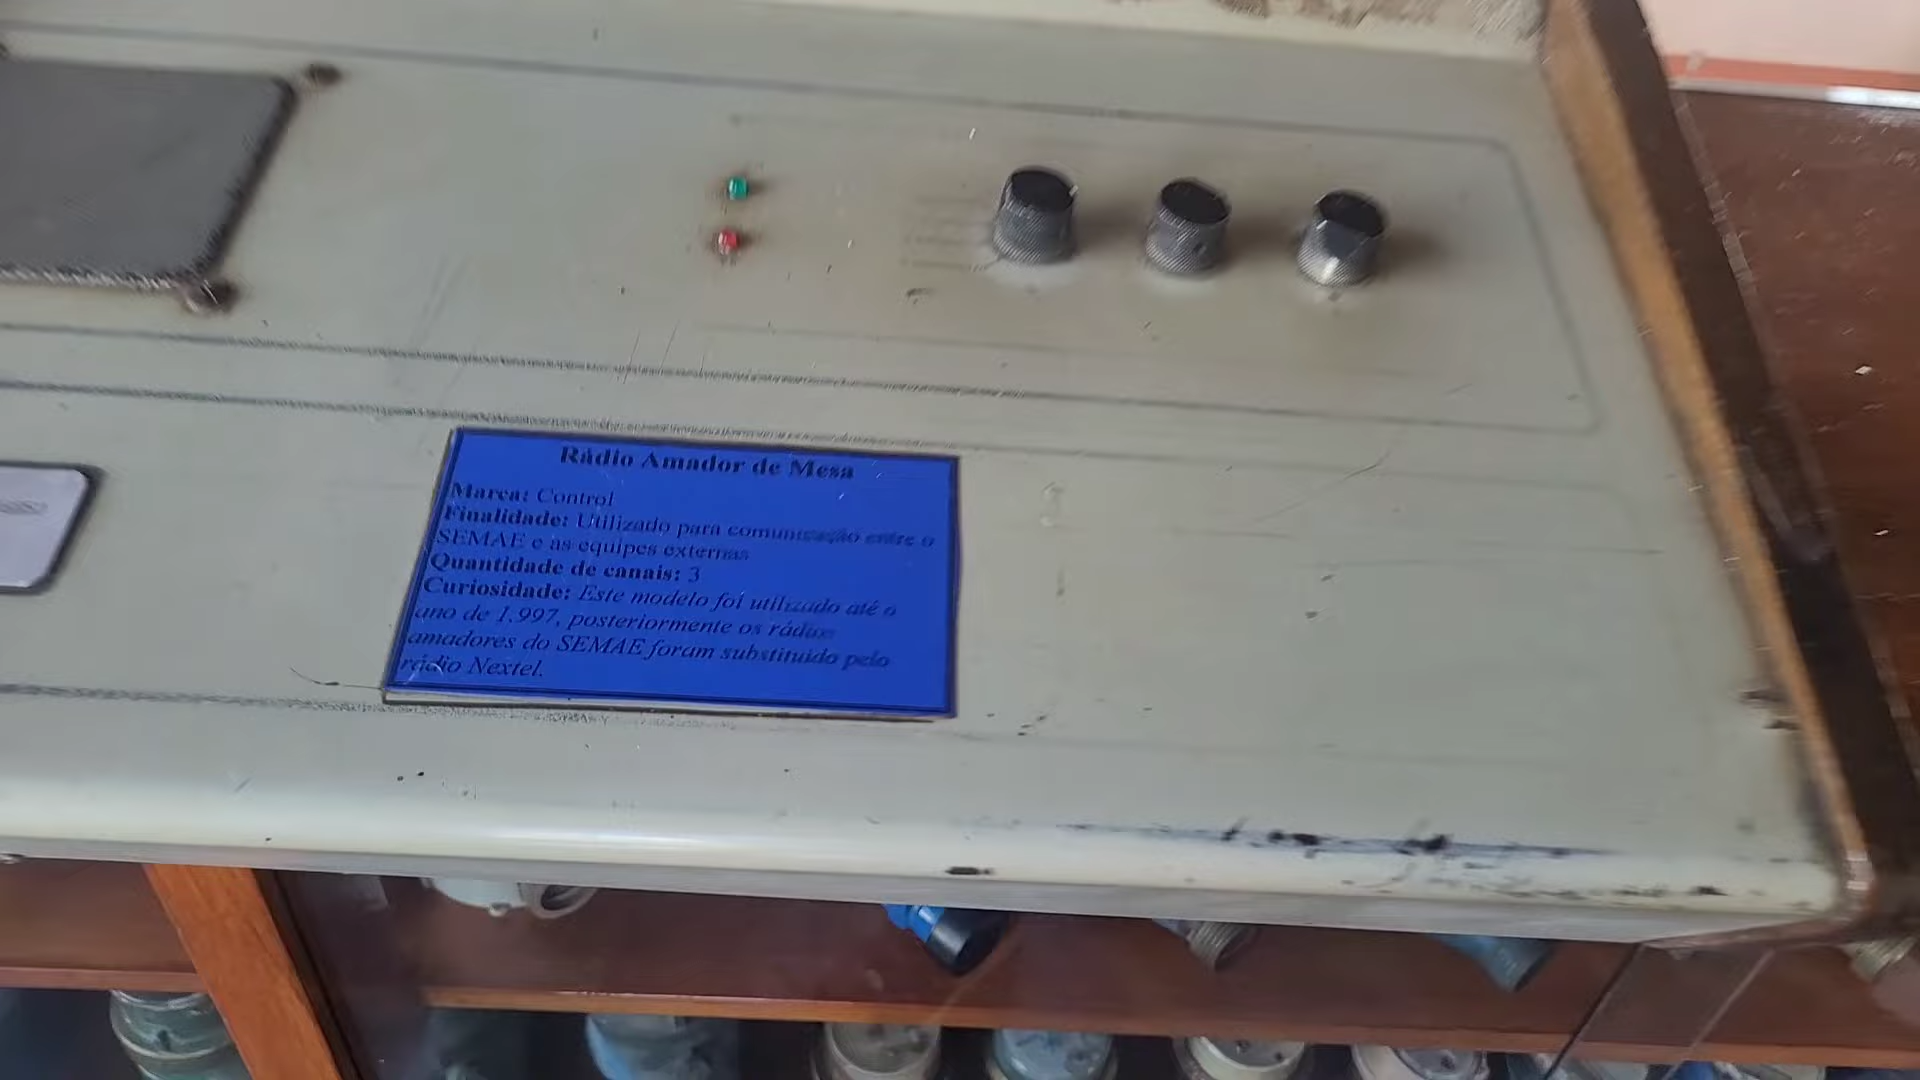 Rádio Amador de Mesa
Marca: Control
Finalidade: Utilizado para comunicação entre o
SEMAE e as equipes externas
Quantidade de canais: 3
Curiosidade: Este modelo foi utilizado até o
ano de 1.997, posteriormente os rádios
amadores do SEMAE foram substituido pelo
rádio Nextel.